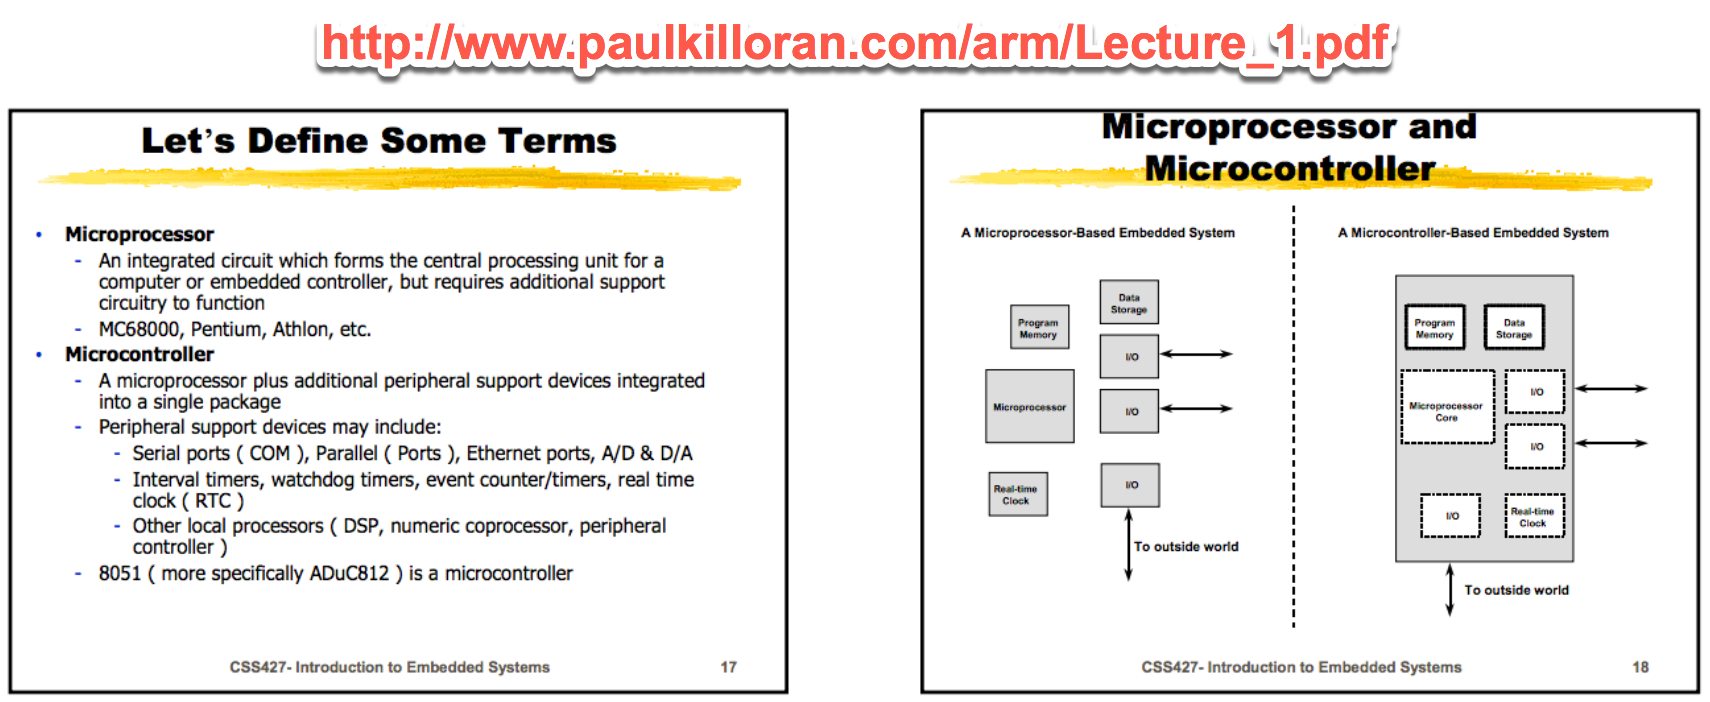 http://www.paulkilloran.com/arm/Lecture_1.pdf
Let's Define Some Terms
• Microprocessor
- An integrated circuit which forms the central processing unit for a
computer or embedded controller, but requires additional support
circuitry to function
- MC68000, Pentium, Athlon, etc.
• Microcontroller
- A microprocessor plus additional peripheral support devices integrated
into a single package
- Peripheral support devices may include:
- Serial ports ( COM ), Parallel ( Ports ), Ethernet ports, A/D & D/A
- Interval timers, watchdog timers, event counter/timers, real time
clock ( RTC )
- Other local processors ( DSP, numeric coprocessor, peripheral
controller )
- 8051 ( more specifically ADuC812 ) is a microcontroller
CSS427- Introduction to Embedded Systems 17
Microprocessor and
Microcontroller
A Microprocessor-Based Embedded System
Data
Storage
Program
Memory
I/O
Microprocessor
I/O
Real-time
Clock
I/O
To outside world
A Microcontroller-Based Embedded System
Program
Memory
Data
Storage
Microprocessor
Core
I/O
I/O
I/O
Real-time
Clock
To outside world
CSS427- Introduction to Embedded Systems 18